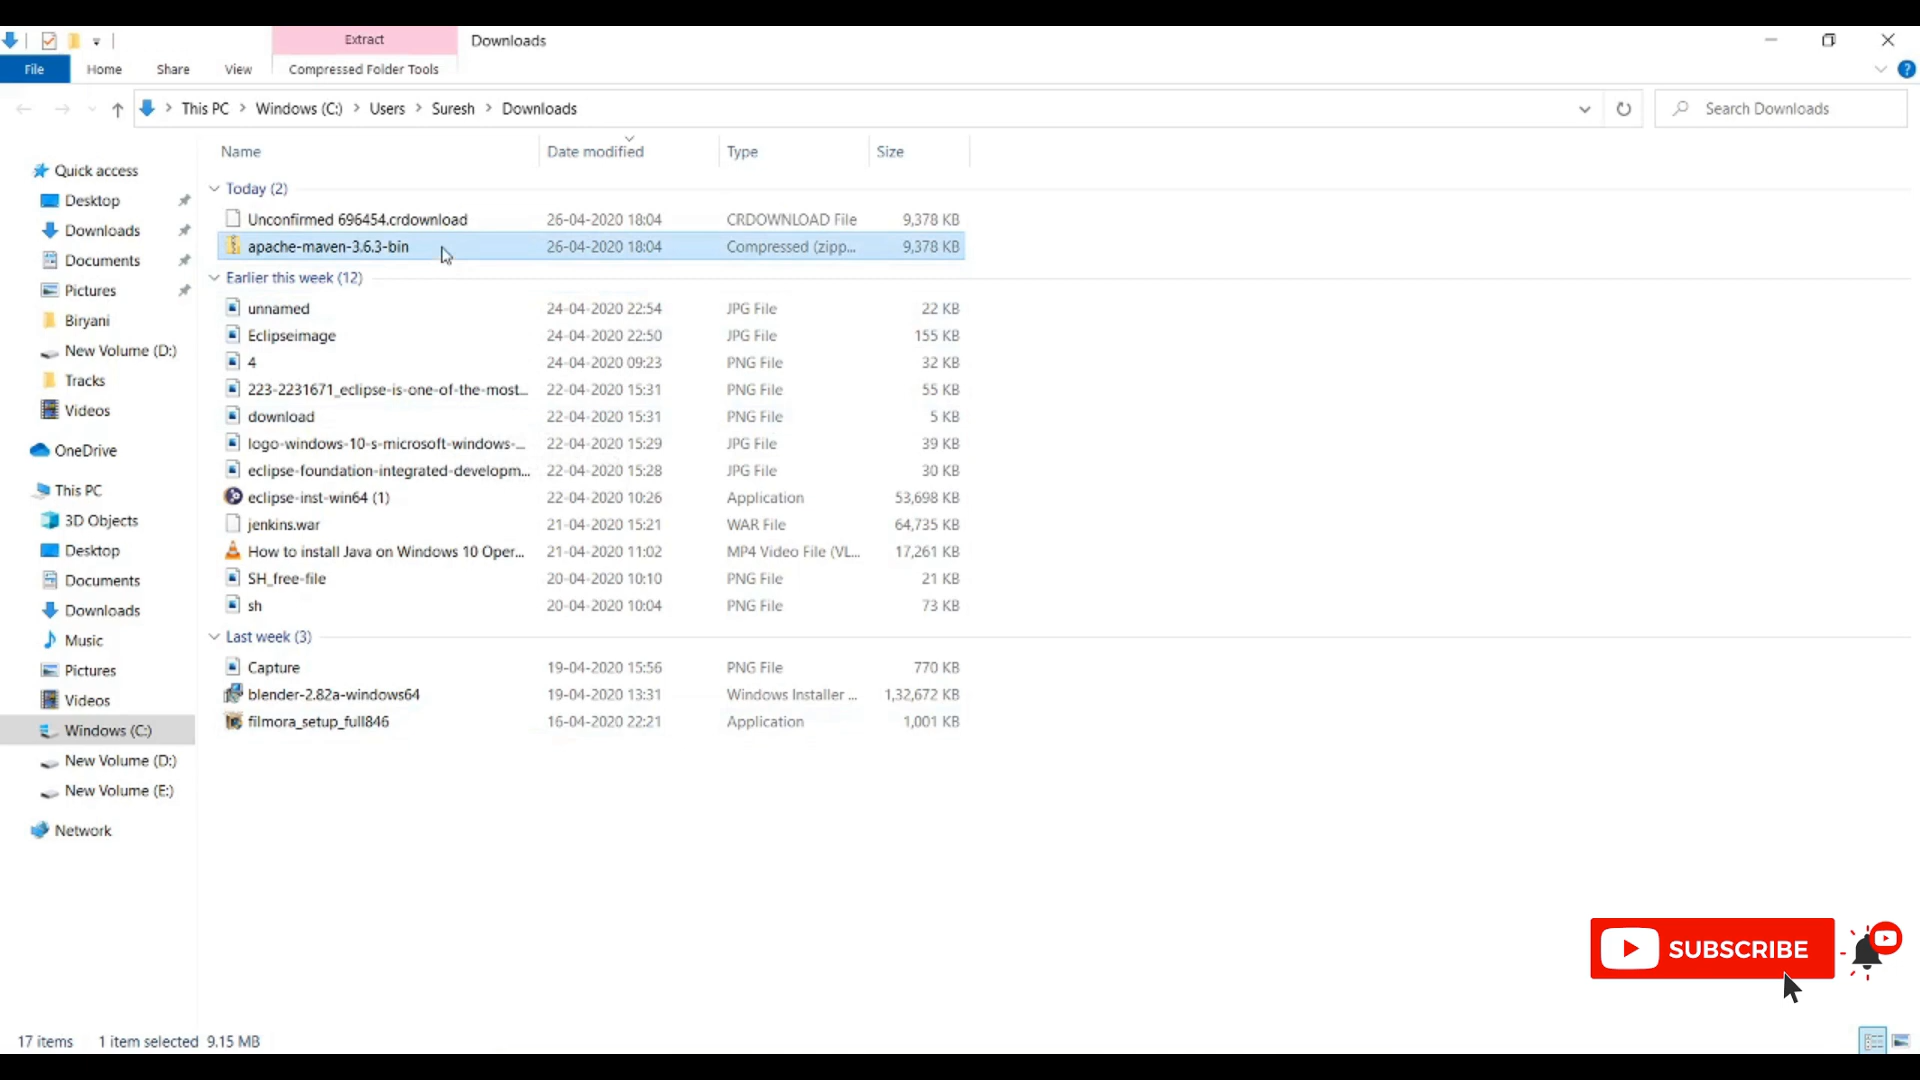 Extract
Downloads
File
Home
Share
View
Compressed Folder Tools
?
This PC > Windows (C:) > Users > Suresh > Downloads
Search Downloads
Name
Date modified
Type
Size
Quick access
Desktop
Downloads
Documents
Pictures
Biryani
New Volume (D:)
Tracks
Videos
OneDrive
This PC
3D Objects
Desktop
Documents
Downloads
Music
Pictures
Videos
Windows (C:)
New Volume (D:)
New Volume (E:)
Network
Today (2)
Unconfirmed 696454.crdownload 26-04-2020 18:04 CRDOWNLOAD File 9,378 KB
apache-maven-3.6.3-bin 26-04-2020 18:04 Compressed (zipp... 9,378 KB
Earlier this week (12)
unnamed 24-04-2020 22:54 JPG File 22 KB
Eclipseimage 24-04-2020 22:50 JPG File 155 KB
4 24-04-2020 09:23 PNG File 32 KB
223-2231671_eclipse-is-one-of-the-most... 22-04-2020 15:31 PNG File 55 KB
download 22-04-2020 15:31 PNG File 5 KB
logo-windows-10-s-microsoft-windows-... 22-04-2020 15:29 JPG File 39 KB
eclipse-foundation-integrated-developm... 22-04-2020 15:28 JPG File 30 KB
eclipse-inst-win64 (1) 22-04-2020 10:26 Application 53,698 KB
jenkins.war 21-04-2020 15:21 WAR File 64,735 KB
How to install Java on Windows 10 Oper... 21-04-2020 11:02 MP4 Video File (VL... 17,261 KB
SH_free-file 20-04-2020 10:10 PNG File 21 KB
sh 20-04-2020 10:04 PNG File 73 KB
Last week (3)
Capture 19-04-2020 15:56 PNG File 770 KB
blender-2.82a-windows64 19-04-2020 13:31 Windows Installer ... 1,32,672 KB
filmora_setup_full846 16-04-2020 22:21 Application 1,001 KB
SUBSCRIBE
17 items 1 item selected 9.15 MB